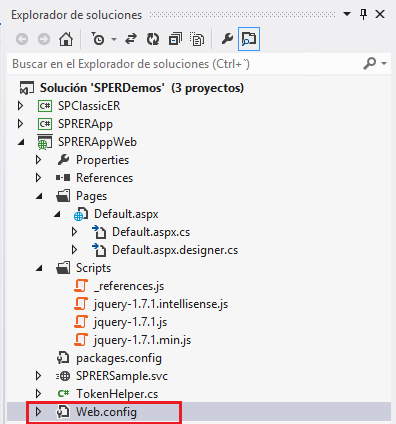 Explorador de soluciones
Buscar en el Explorador de soluciones (Ctrl+`)
Solución 'SPERDemos' (3 proyectos)
C# SPClassicER
C# SPRERApp
SPRERAppWeb
Properties
References
Pages
Default.aspx
Default.aspx.cs
Default.aspx.designer.cs
Scripts
_references.js
jquery-1.7.1.intellisense.js
jquery-1.7.1.js
jquery-1.7.1.min.js
packages.config
SPRERSample.svc
C# TokenHelper.cs
Web.config